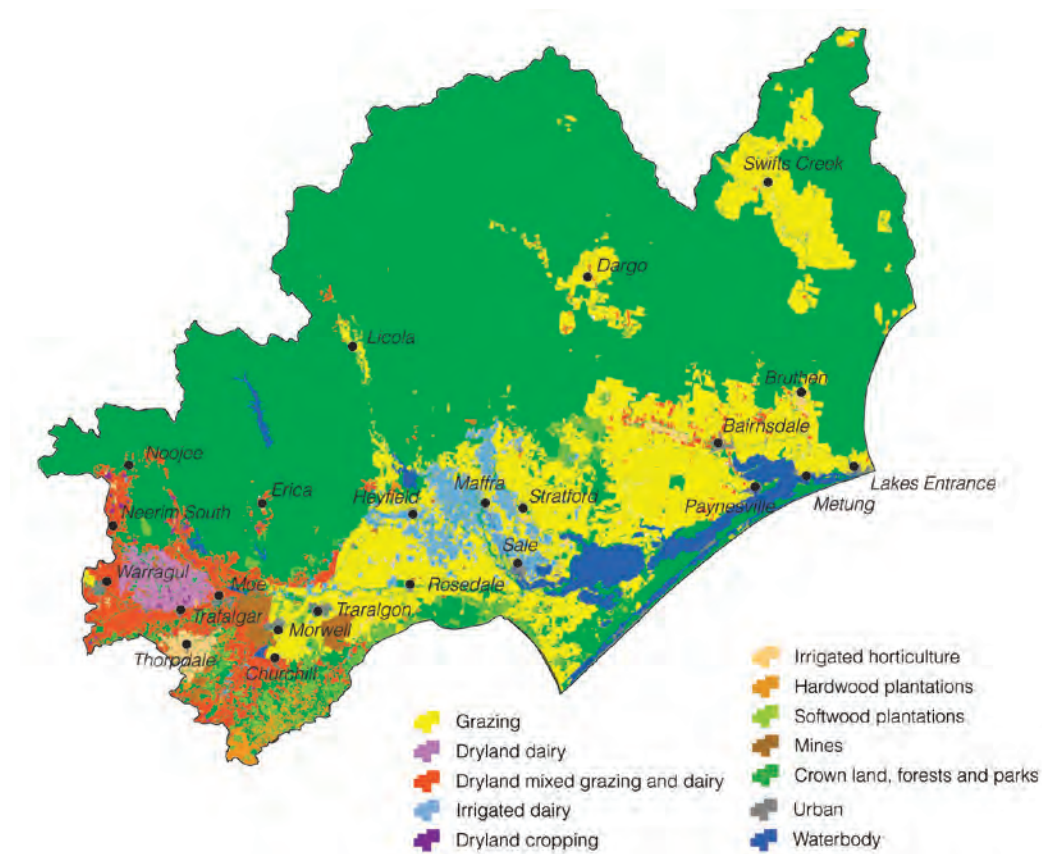 Swifts Creek
Dargo
Licola
Bruthen
Bairnsdale
Noojee
Lakes Entrance
Erica
Heyfield
Maffra
Stratford
Paynesville
Metung
Neerim South
Sale
Warragul
Moe
Rosedale
Trafalgar
Traralgon
Morwell
Thorpdale
Churchill
Grazing
Dryland dairy
Dryland mixed grazing and dairy
Irrigated dairy
Dryland cropping
Irrigated horticulture
Hardwood plantations
Softwood plantations
Mines
Crown land, forests and parks
Urban
Waterbody